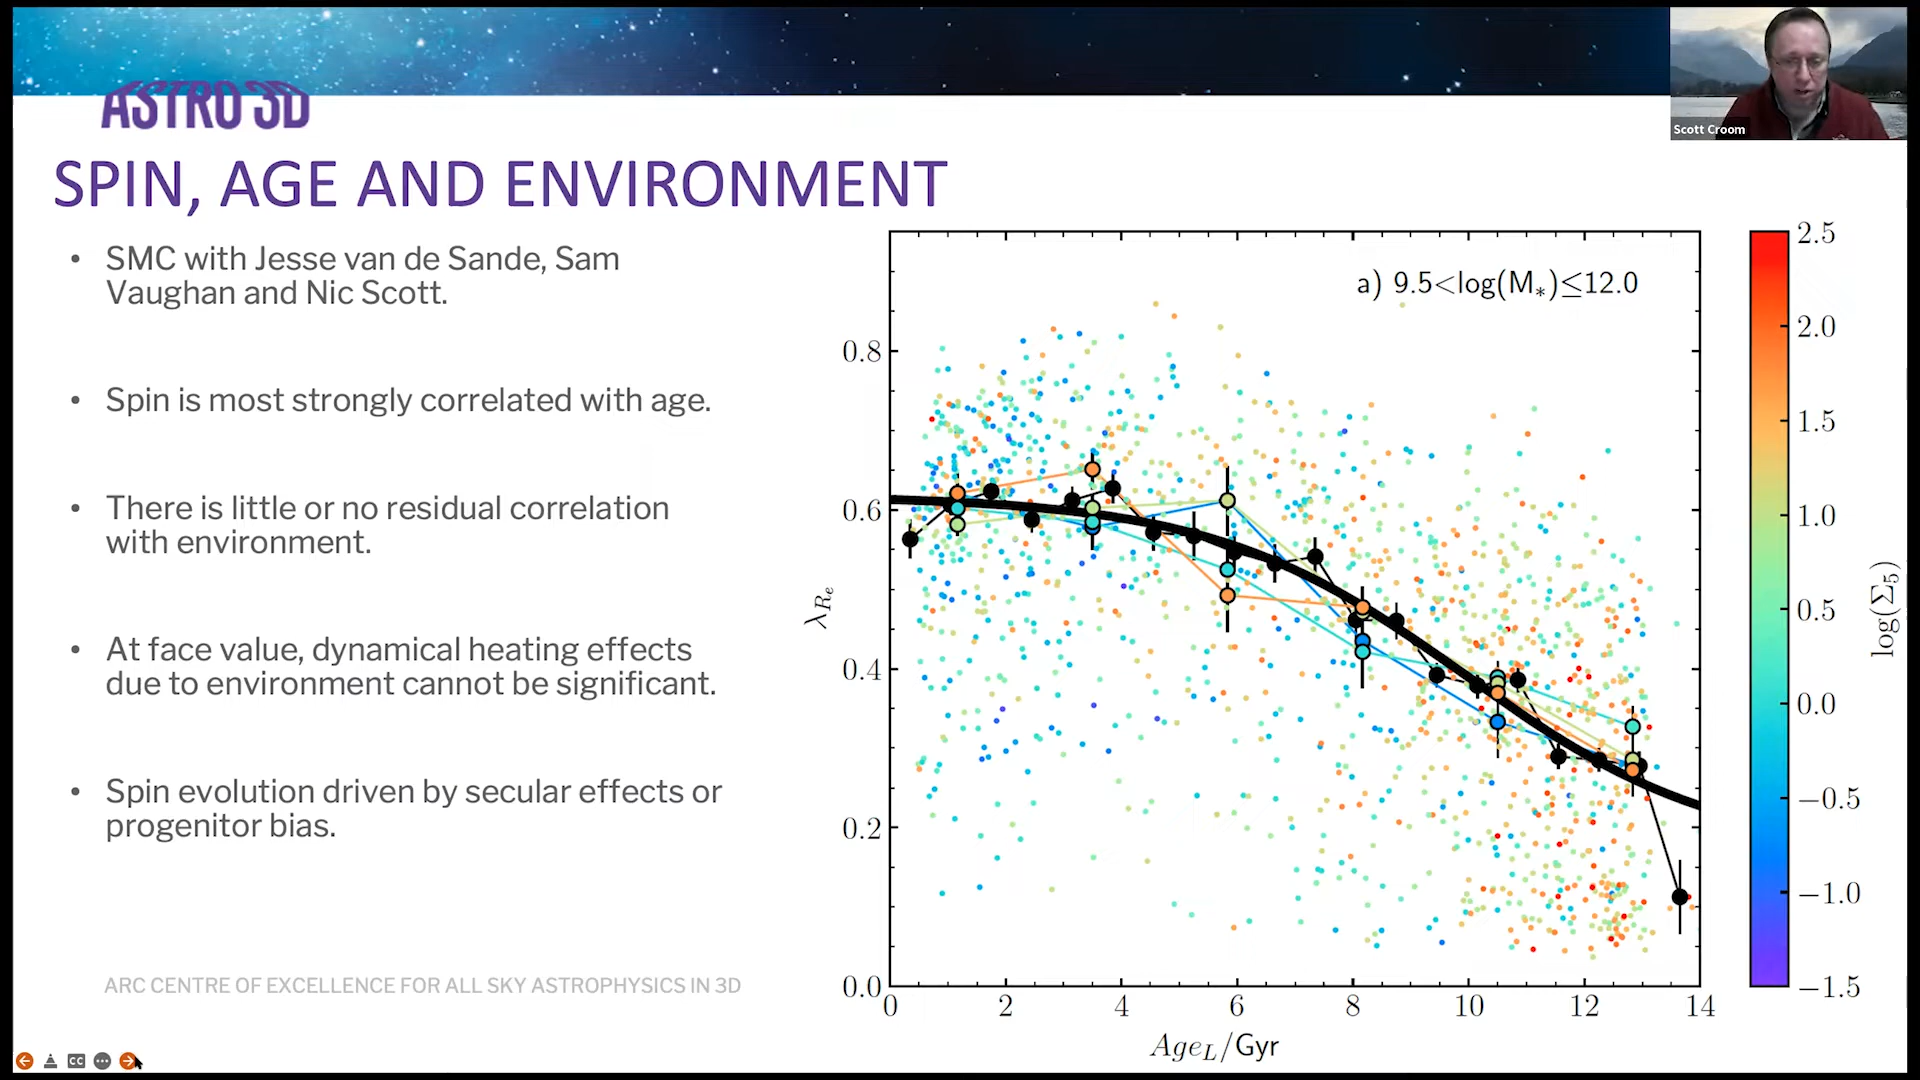 ASTRO 3D
Scott Croom
SPIN, AGE AND ENVIRONMENT
• SMC with Jesse van de Sande, Sam
Vaughan and Nic Scott.
• Spin is most strongly correlated with age.
• There is little or no residual correlation
with environment.
• At face value, dynamical heating effects
due to environment cannot be significant.
• Spin evolution driven by secular effects or
progenitor bias.
ARC CENTRE OF EXCELLENCE FOR ALL SKY ASTROPHYSICS IN 3D
a) 9.5<log(M∗)≤12.0
0.8
0.6
0.4
0.2
0.0
λRe
0 2 4 6 8 10 12 14
AgeL/Gyr
2.5
2.0
1.5
1.0
0.5
0.0
−0.5
−1.0
−1.5
log(Σ5)
CC